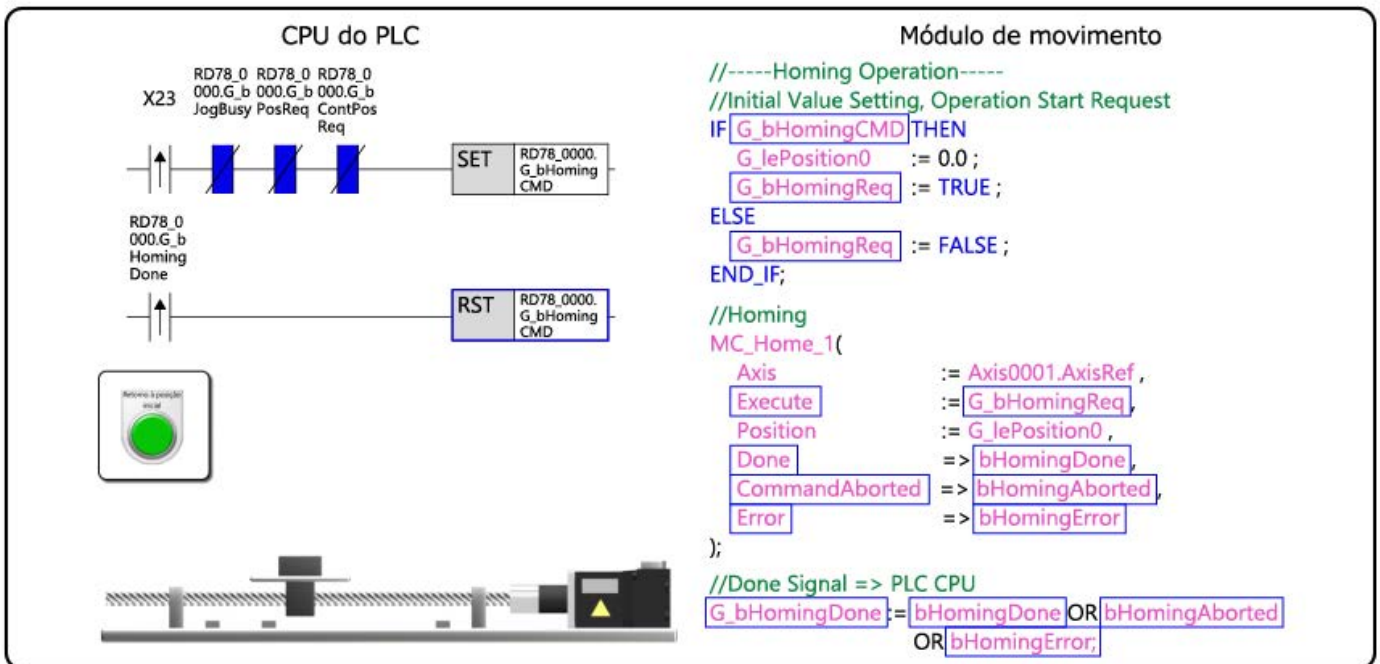 CPU do PLC
X23
RD78_0
000.G_b
JogBusy
RD78_0
000.G_b
PosReq
RD78_0
000.G_b
ContPos
Req
SET
RD78_0000.
G_bHoming
CMD
RD78_0
000.G_b
Homing
Done
RST
RD78_0000.
G_bHoming
CMD
Retorno à posição
inicial
Módulo de movimento
//-----Homing Operation-----
//Initial Value Setting, Operation Start Request
IF G_bHomingCMD THEN
G_lePosition0 := 0.0 ;
G_bHomingReq := TRUE ;
ELSE
G_bHomingReq := FALSE ;
END_IF;
//Homing
MC_Home_1(
Axis := Axis0001.AxisRef ,
Execute := G_bHomingReq ,
Position := G_lePosition0 ,
Done => bHomingDone ,
CommandAborted => bHomingAborted ,
Error => bHomingError
);
//Done Signal => PLC CPU
G_bHomingDone := bHomingDone OR bHomingAborted
OR bHomingError;